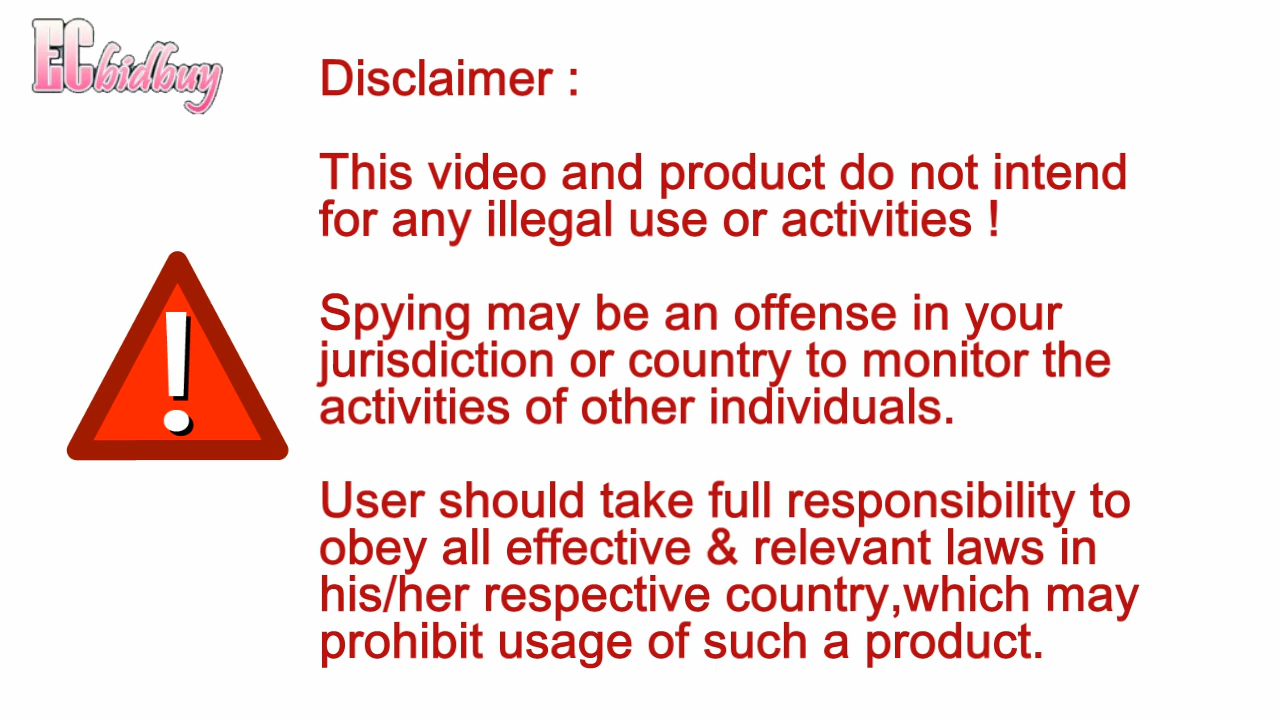 ECbidbuy
Disclaimer :
This video and product do not intend
for any illegal use or activities !
Spying may be an offense in your
jurisdiction or country to monitor the
activities of other individuals.
User should take full responsibility to
obey all effective & relevant laws in
his/her respective country,which may
prohibit usage of such a product.